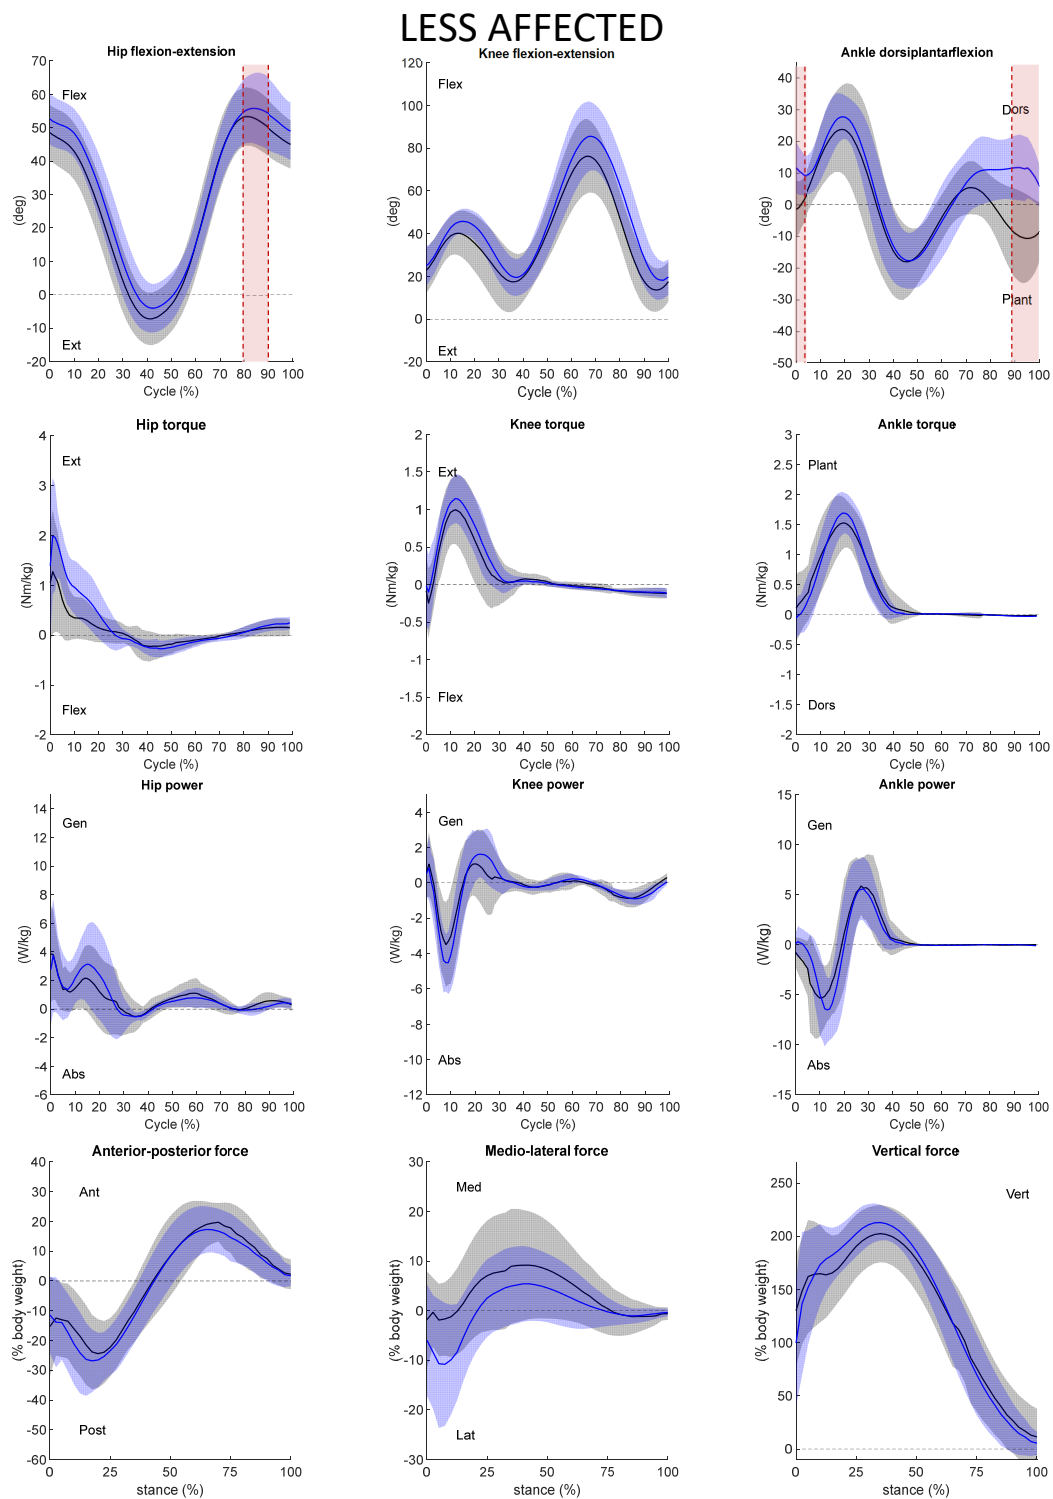 LESS AFFECTED
Hip flexion-extension
Knee flexion-extension
Ankle dorsiplantarflexion
70
60
50
40
30
20
10
0
-10
-20
Flex
Ext
(deg)
0 10 20 30 40 50 60 70 80 90 100
Cycle (%)
120
100
80
60
40
20
0
-20
Flex
Ext
(deg)
0 10 20 30 40 50 60 70 80 90 100
Cycle (%)
40
30
20
10
0
-10
-20
-30
-40
-50
Dors
Plant
(deg)
0 10 20 30 40 50 60 70 80 90 100
Cycle (%)
Hip torque
Knee torque
Ankle torque
4
3
2
1
0
-1
-2
Ext
Flex
(Nm/kg)
0 10 20 30 40 50 60 70 80 90 100
Cycle (%)
2
1.5
1
0.5
0
-0.5
-1
-1.5
-2
Ext
Flex
(Nm/kg)
0 10 20 30 40 50 60 70 80 90 100
Cycle (%)
3
2.5
2
1.5
1
0.5
0
-0.5
-1
-1.5
-2
Plant
Dors
(Nm/kg)
0 10 20 30 40 50 60 70 80 90 100
Cycle (%)
Hip power
Knee power
Ankle power
14
12
10
8
6
4
2
0
-2
-4
-6
Gen
Abs
(W/kg)
0 10 20 30 40 50 60 70 80 90 100
Cycle (%)
4
2
0
-2
-4
-6
-8
-10
-12
Gen
Abs
(W/kg)
0 10 20 30 40 50 60 70 80 90 100
Cycle (%)
15
10
5
0
-5
-10
-15
Gen
Abs
(W/kg)
0 10 20 30 40 50 60 70 80 90 100
Cycle (%)
Anterior-posterior force
Medio-lateral force
Vertical force
40
30
20
10
0
-10
-20
-30
-40
-50
-60
Ant
Post
(% body weight)
0 25 50 75 100
stance (%)
30
20
10
0
-10
-20
-30
Med
Lat
(% body weight)
0 25 50 75 100
stance (%)
250
200
150
100
50
0
Vert
(% body weight)
0 25 50 75 100
stance (%)